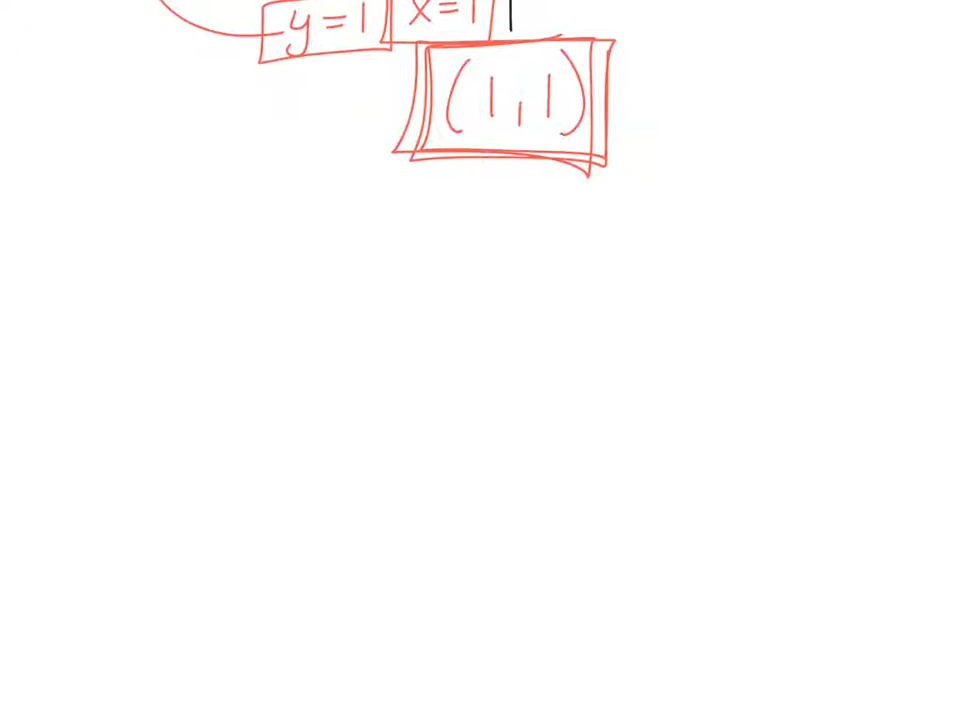 y = 1 x = 1
(1, 1)